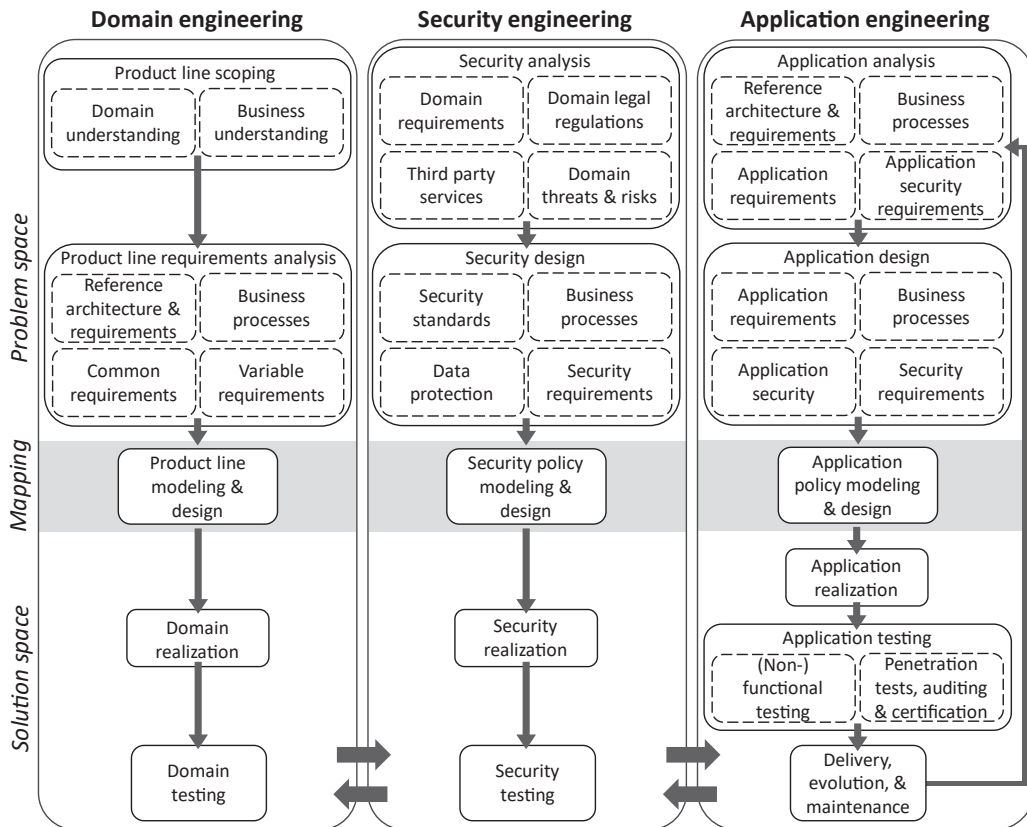 Domain engineering
Security engineering
Application engineering
Problem space
Mapping
Solution space
Product line scoping
Domain
understanding
Business
understanding
Product line requirements analysis
Reference
architecture &
requirements
Business
processes
Common
requirements
Variable
requirements
Product line
modeling &
design
Domain
realization
Domain
testing
Security analysis
Domain
requirements
Domain legal
regulations
Third party
services
Domain
threats & risks
Security design
Security
standards
Business
processes
Data
protection
Security
requirements
Security policy
modeling &
design
Security
realization
Security
testing
Application analysis
Reference
architecture &
requirements
Business
processes
Application
requirements
Application
security
requirements
Application design
Application
requirements
Business
processes
Application
security
Security
requirements
Application
policy modeling
& design
Application
realization
Application testing
(Non-)
functional
testing
Penetration
tests, auditing
& certification
Delivery,
evolution, &
maintenance